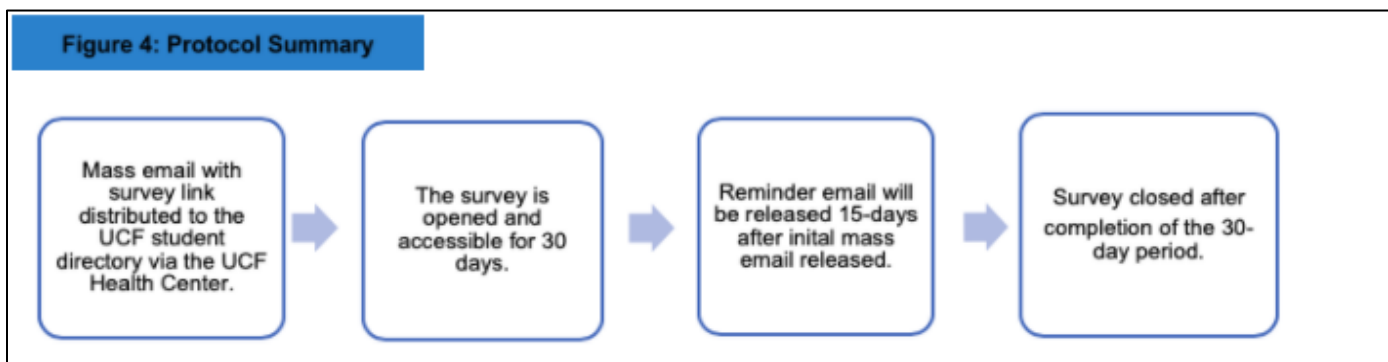 Figure 4: Protocol Summary
Mass email with
survey link
distributed to the
UCF student
directory via the UCF
Health Center.
The survey is
opened and
accessible for 30
days.
Reminder email will
be released 15-days
after inital mass
email released.
Survey closed after
completion of the 30-
day period.